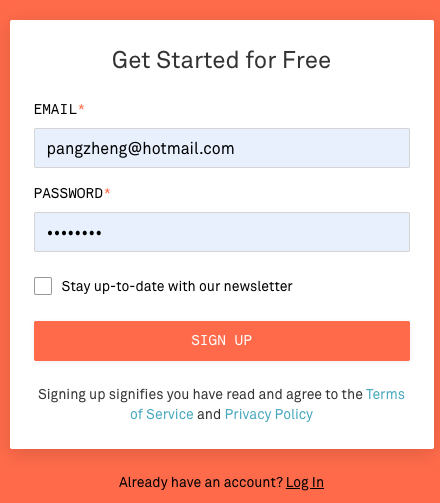 Get Started for Free
EMAIL*
pangzheng@hotmail.com
PASSWORD*
••••••••
Stay up-to-date with our newsletter
SIGN UP
Signing up signifies you have read and agree to the Terms
of Service and Privacy Policy
Already have an account? Log In